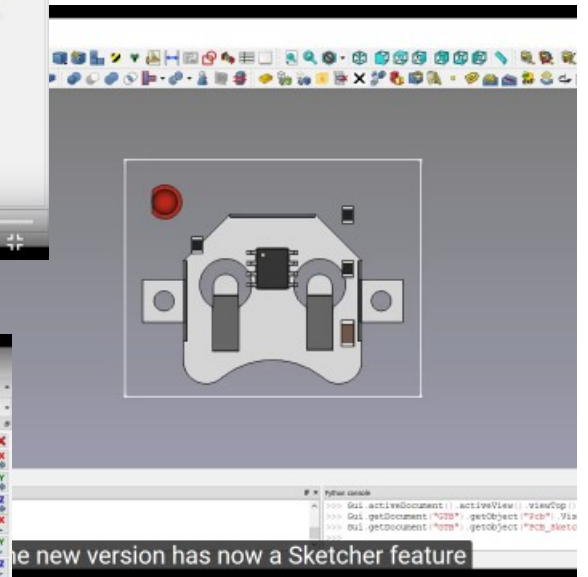 Python console
>>> Gui.activeDocument().activeView().viewTop()
>>> Gui.getDocument("GTB").getObject("Pcb").Vis
>>> Gui.getDocument("GTB").getObject("PCB_Sketc
>>>
he new version has now a Sketcher feature